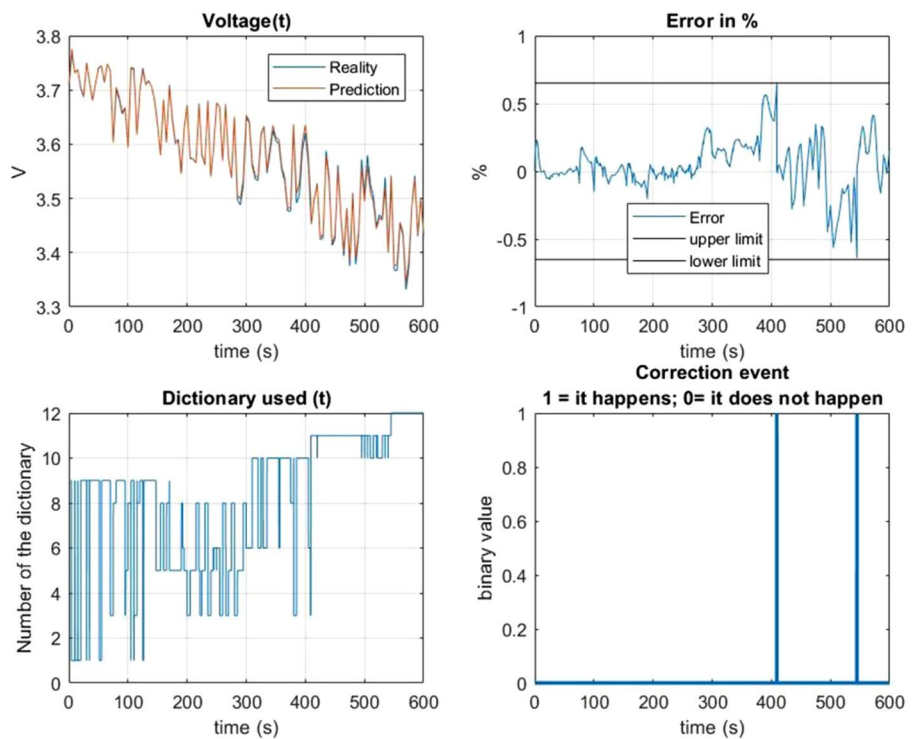 Voltage(t)
3.8
3.7
3.6
3.5
3.4
3.3
V
Reality
Prediction
0 100 200 300 400 500 600
time (s)
Error in %
1
0.5
0
-0.5
-1
%
Error
upper limit
lower limit
0 100 200 300 400 500 600
time (s)
Dictionary used (t)
12
10
8
6
4
2
0
Number of the dictionary
0 100 200 300 400 500 600
time (s)
Correction event
1 = it happens; 0= it does not happen
1
0.8
0.6
0.4
0.2
0
binary value
0 100 200 300 400 500 600
time (s)